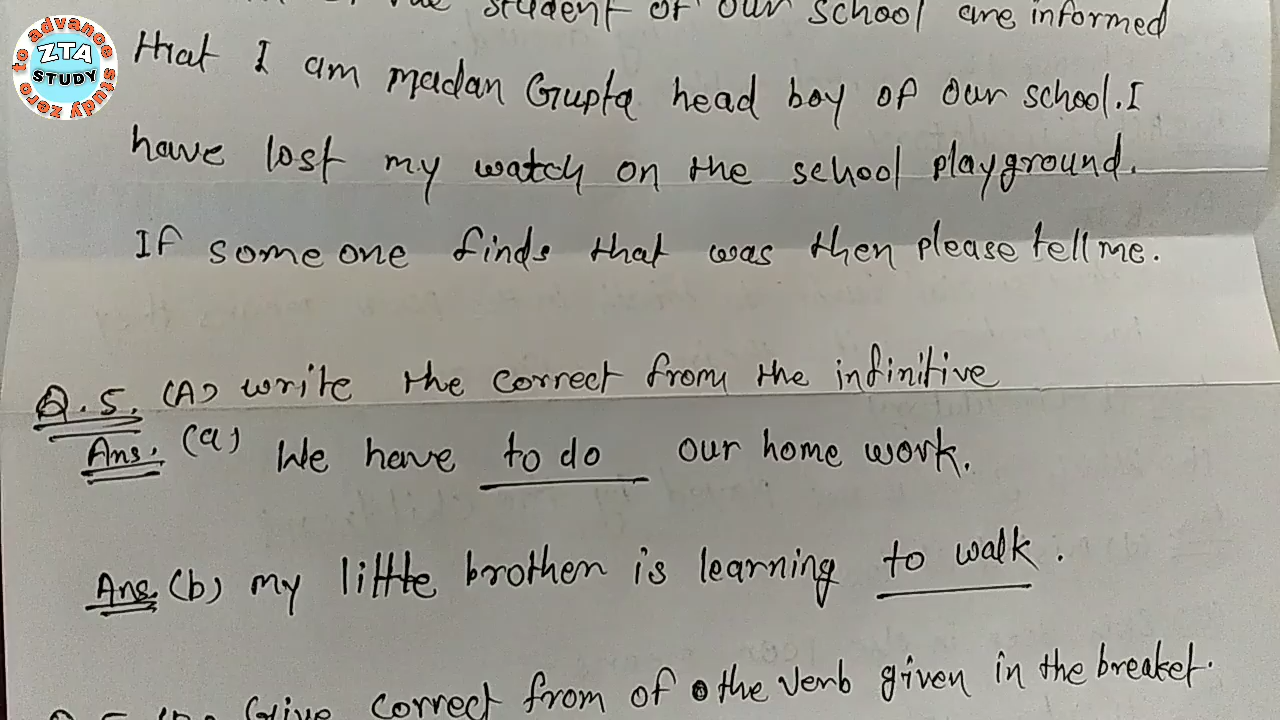 ZTA
STUDY
zero to advance study
student of our school are informed
that I am madan Gupta head boy of our school. I
have lost my watch on the school playground.
If someone finds that was then please tell me.
Q.5. (A) write the correct from the infinitive
Ans. (a) We have to do our home work.
Ans (b) my little brother is learning to walk.
Give correct from of the verb given in the breaket.